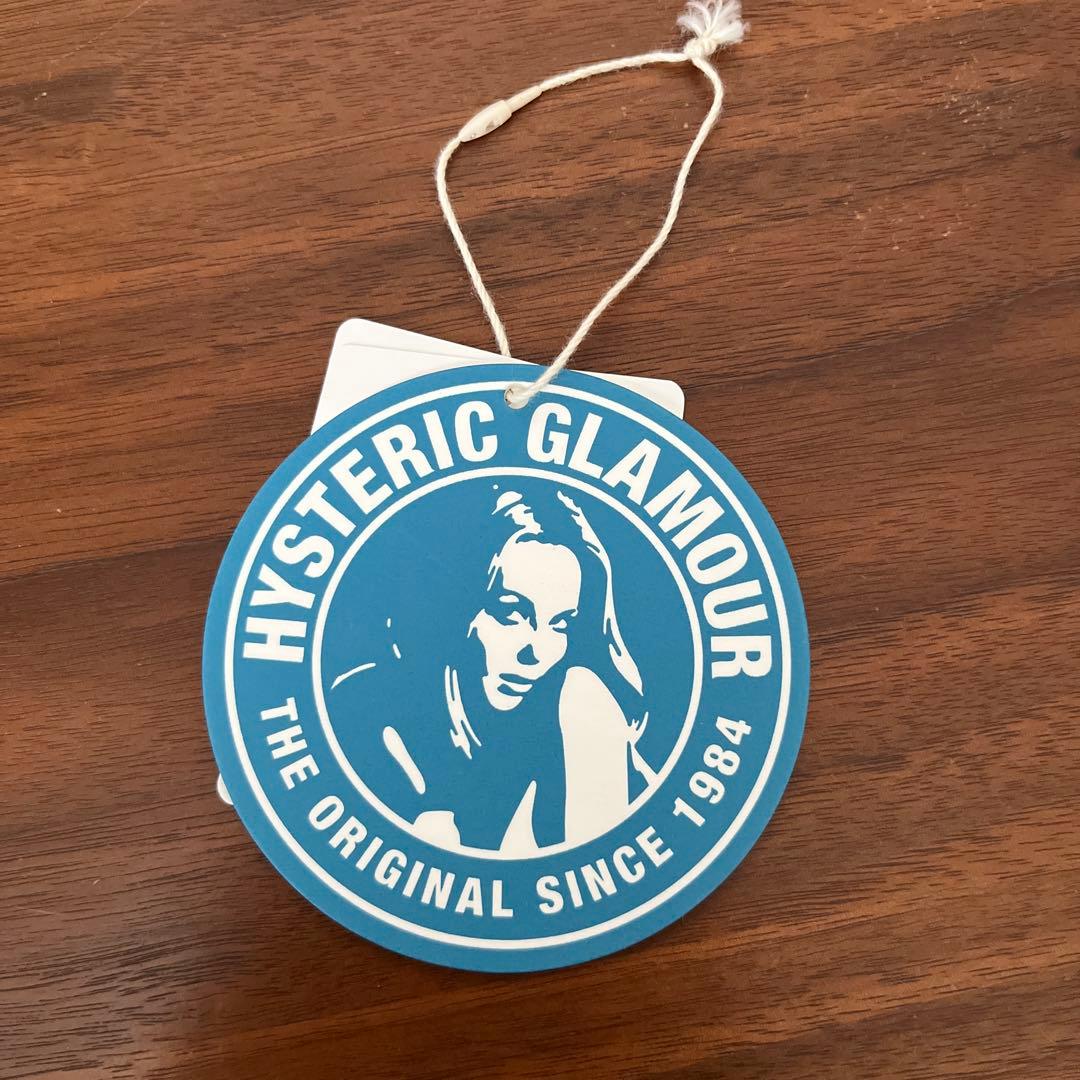 HYSTERIC GLAMOUR
THE ORIGINAL SINCE 1984